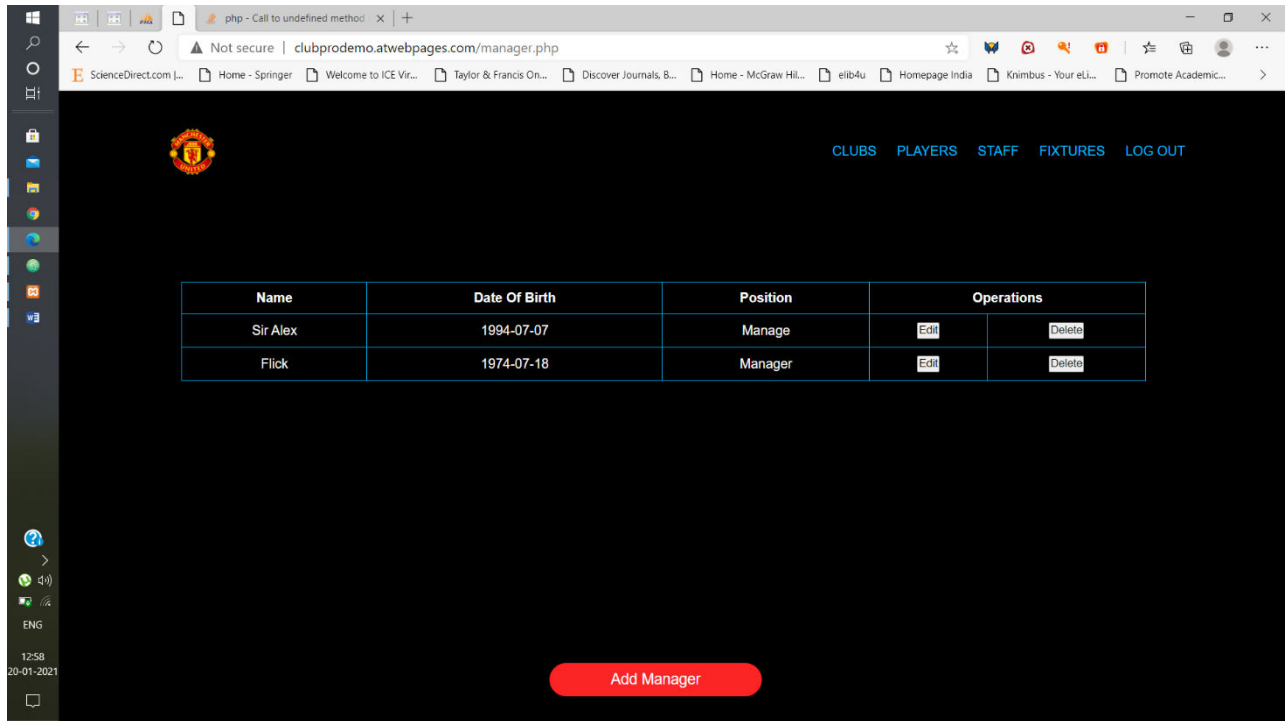 php - Call to undefined method
Not secure | clubprodemo.atwebpages.com/manager.php
ScienceDirect.com |... Home - Springer Welcome to ICE Vir... Taylor & Francis On... Discover Journals, B... Home - McGraw Hil... elib4u Homepage India Knimbus - Your eLi... Promote Academic...
MANCHESTER
UNITED
CLUBS PLAYERS STAFF FIXTURES LOG OUT
Name Date Of Birth Position Operations
Sir Alex 1994-07-07 Manage Edit Delete
Flick 1974-07-18 Manager Edit Delete
Add Manager
ENG
12:58
20-01-2021